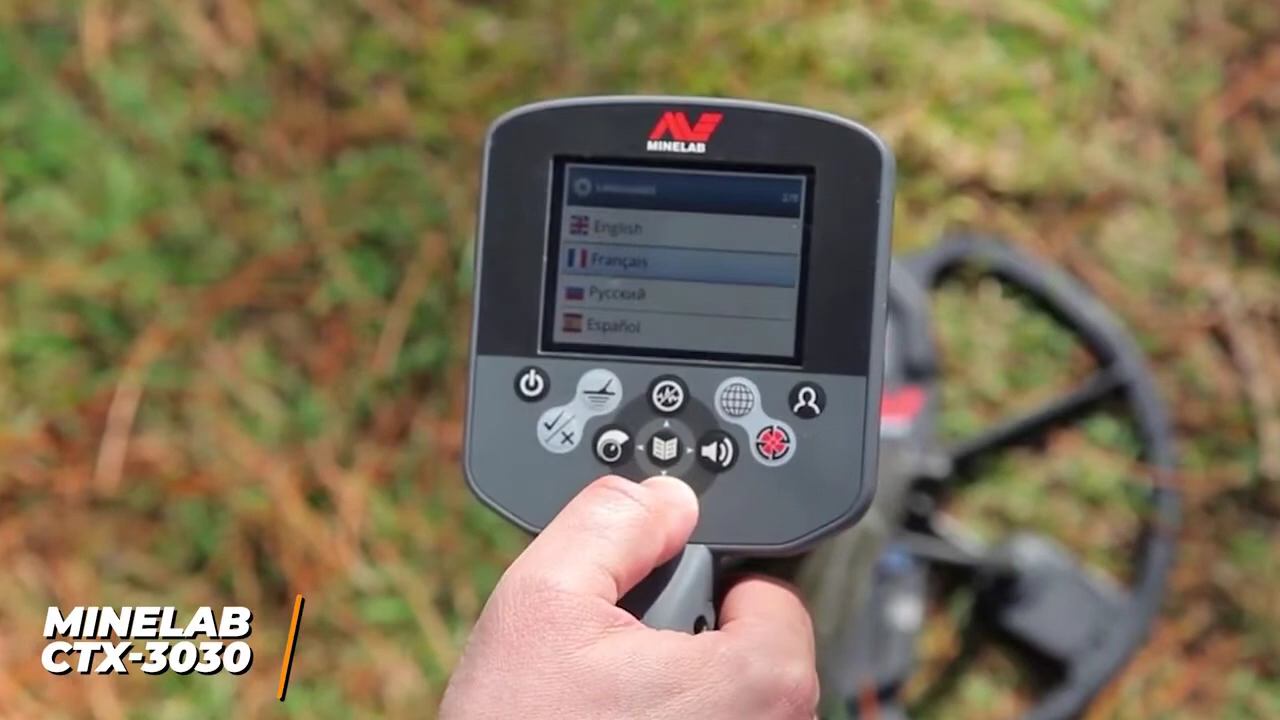 MINELAB
English
Français
Русский
Español
MINELAB
CTX-3030